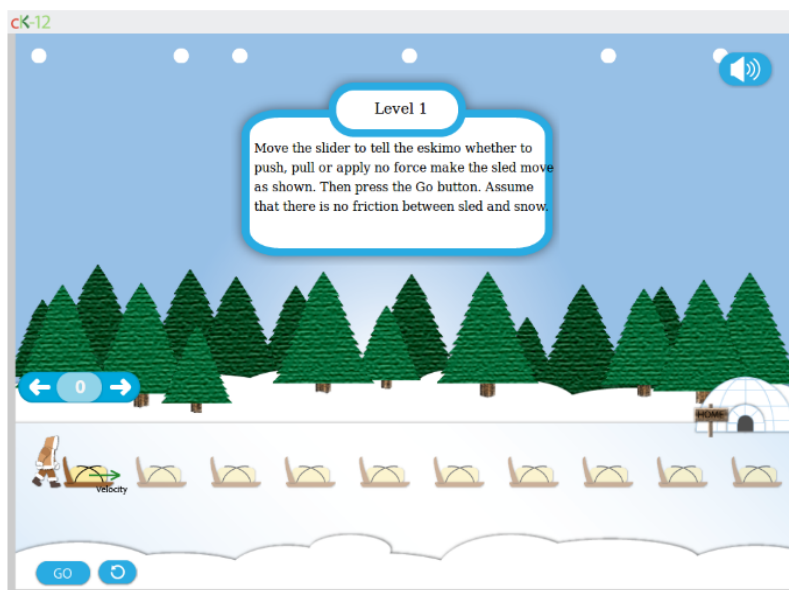 cK-12
Level 1
Move the slider to tell the eskimo whether to
push, pull or apply no force make the sled move
as shown. Then press the Go button. Assume
that there is no friction between sled and snow.
0
HOME
Velocity
GO